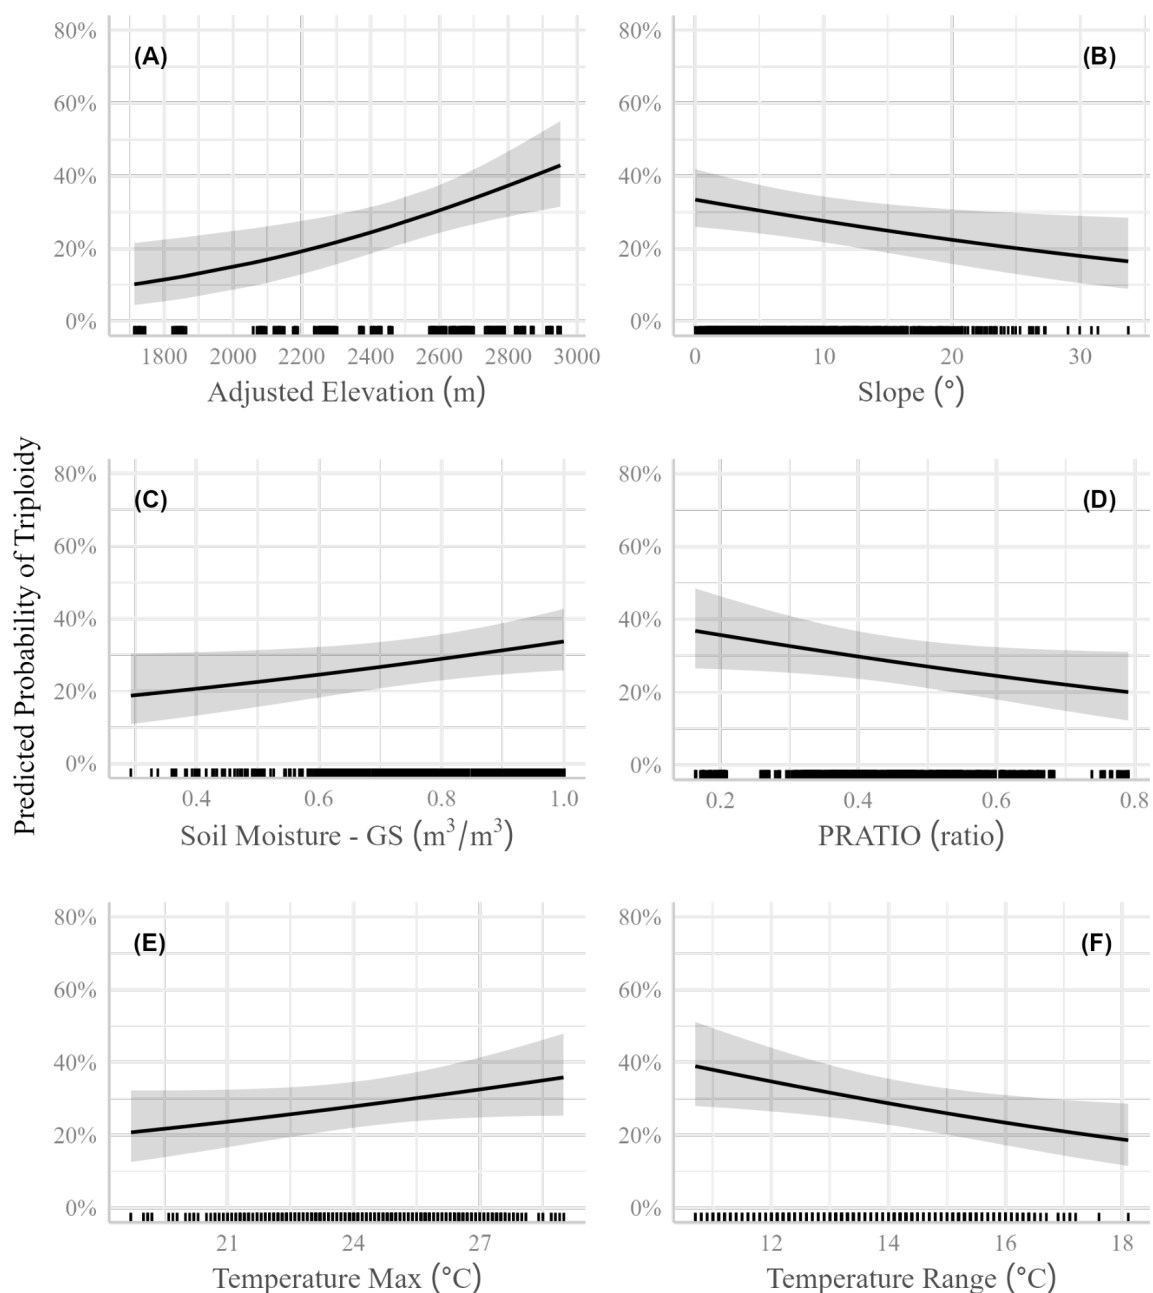 Predicted Probability of Triploidy
80%
60%
40%
20%
0%
(A)
1800 2000 2200 2400 2600 2800 3000
Adjusted Elevation (m)
80%
60%
40%
20%
0%
(B)
0 10 20 30
Slope (°)
80%
60%
40%
20%
0%
(C)
0.4 0.6 0.8 1.0
Soil Moisture - GS (m³/m³)
80%
60%
40%
20%
0%
(D)
0.2 0.4 0.6 0.8
PRATIO (ratio)
80%
60%
40%
20%
0%
(E)
21 24 27
Temperature Max (°C)
80%
60%
40%
20%
0%
(F)
12 14 16 18
Temperature Range (°C)